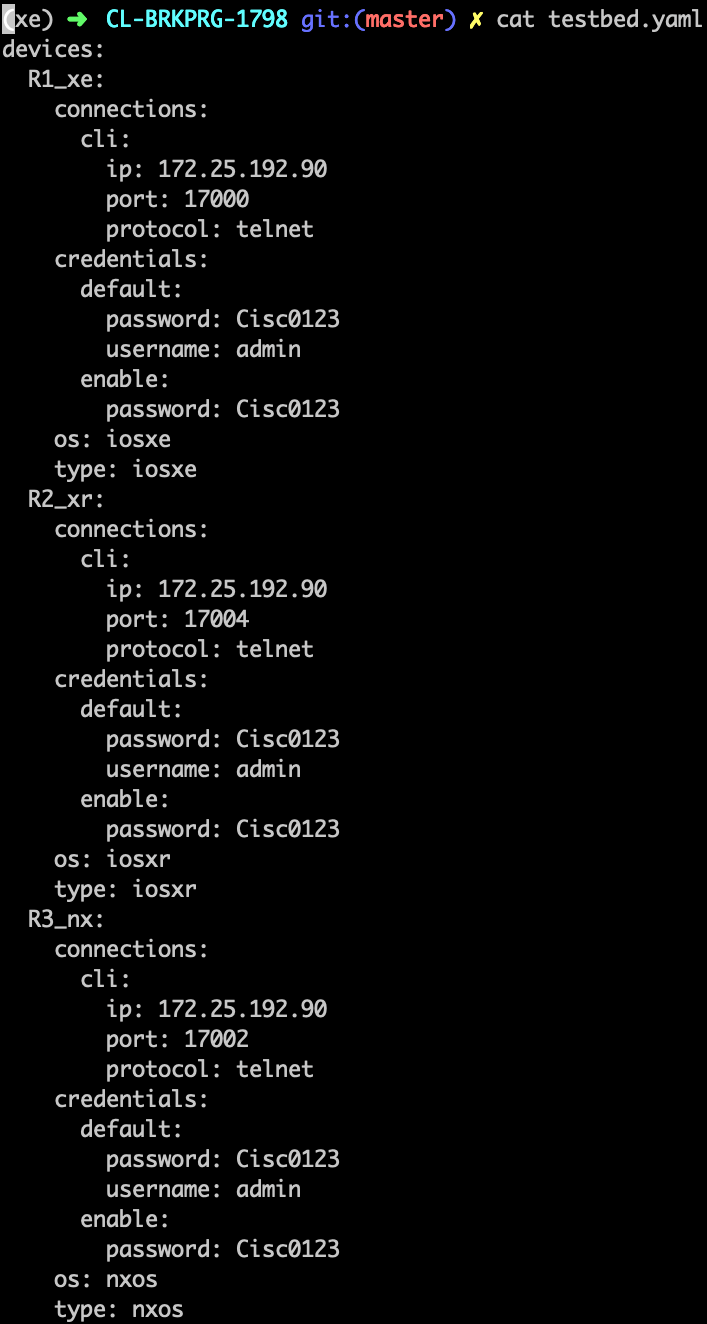 (xe) ➜ CL-BRKPRG-1798 git:(master) ✗ cat testbed.yaml
devices:
  R1_xe:
    connections:
      cli:
        ip: 172.25.192.90
        port: 17000
        protocol: telnet
    credentials:
      default:
        password: Cisc0123
        username: admin
      enable:
        password: Cisc0123
    os: iosxe
    type: iosxe
  R2_xr:
    connections:
      cli:
        ip: 172.25.192.90
        port: 17004
        protocol: telnet
    credentials:
      default:
        password: Cisc0123
        username: admin
      enable:
        password: Cisc0123
    os: iosxr
    type: iosxr
  R3_nx:
    connections:
      cli:
        ip: 172.25.192.90
        port: 17002
        protocol: telnet
    credentials:
      default:
        password: Cisc0123
        username: admin
      enable:
        password: Cisc0123
    os: nxos
    type: nxos